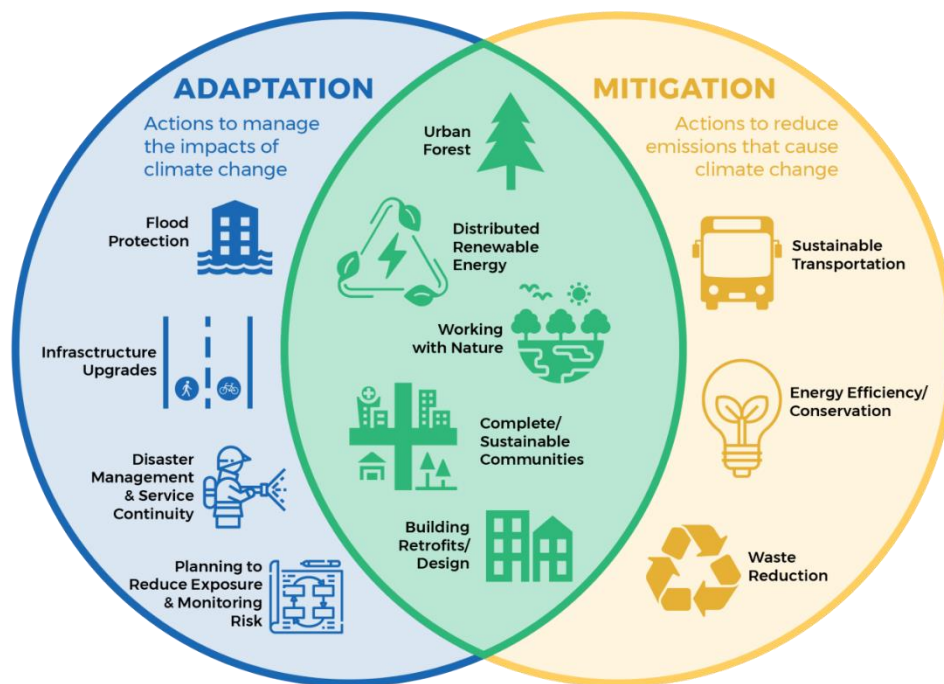 ADAPTATION
Actions to manage
the impacts of
climate change
Flood
Protection
Infrasctructure
Upgrades
Disaster
Management
& Service
Continuity
Planning to
Reduce Exposure
& Monitoring
Risk
Urban
Forest
Distributed
Renewable
Energy
Working
with Nature
Complete/
Sustainable
Communities
Building
Retrofits/
Design
MITIGATION
Actions to reduce
emissions that cause
climate change
Sustainable
Transportation
Energy Efficiency/
Conservation
Waste
Reduction